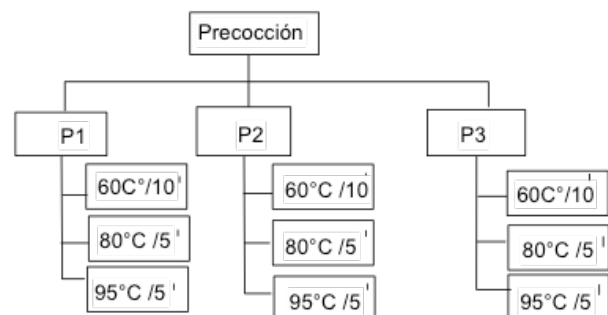 Precocción
P1
P2
P3
60C°/10'
60°C /10'
60C°/10'
80°C /5 '
80°C /5 '
80°C /5 '
95°C /5 '
95°C /5 '
95°C /5 '